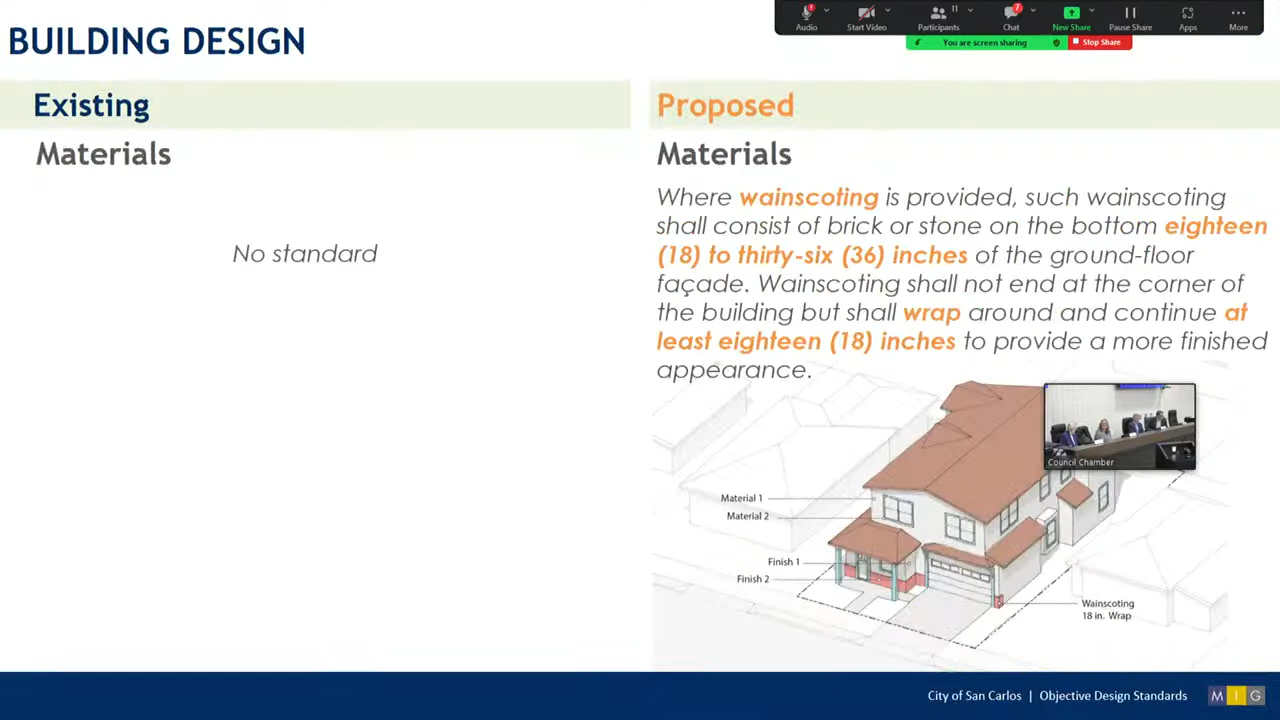 BUILDING DESIGN
Audio
Start Video
11
Participants
7
Chat
New Share
Pause Share
Apps
More
You are screen sharing
Stop Share
Existing
Materials
No standard
Proposed
Materials
Where wainscoting is provided, such wainscoting
shall consist of brick or stone on the bottom eighteen
(18) to thirty-six (36) inches of the ground-floor
façade. Wainscoting shall not end at the corner of
the building but shall wrap around and continue at
least eighteen (18) inches to provide a more finished
appearance.
Council Chamber
Material 1
Material 2
Finish 1
Finish 2
Wainscoting
18 in. Wrap
City of San Carlos | Objective Design Standards
MIG